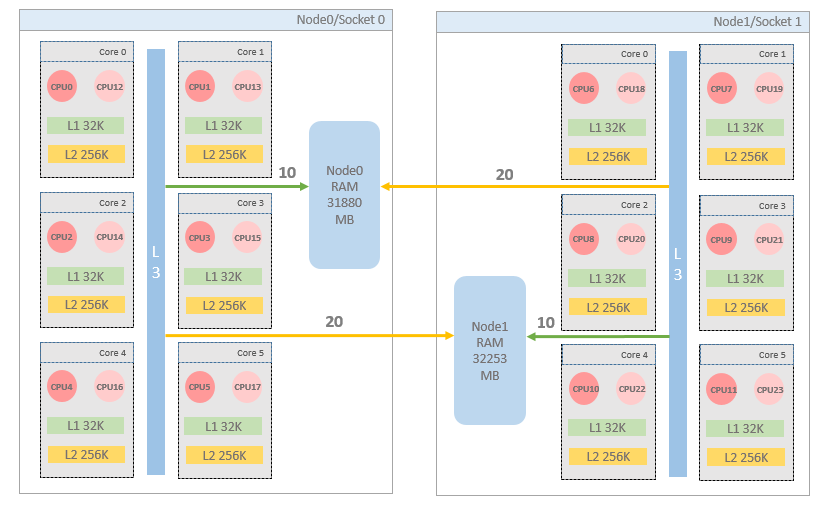 Node0/Socket 0
Core 0
CPU0 CPU12
L1 32K
L2 256K
Core 1
CPU1 CPU13
L1 32K
L2 256K
Core 2
CPU2 CPU14
L1 32K
L2 256K
Core 3
CPU3 CPU15
L1 32K
L2 256K
Core 4
CPU4 CPU16
L1 32K
L2 256K
Core 5
CPU5 CPU17
L1 32K
L2 256K
L
3
10
Node0
RAM
31880
MB
20
20
Node1
RAM
32253
MB
10
Node1/Socket 1
Core 0
CPU6 CPU18
L1 32K
L2 256K
Core 1
CPU7 CPU19
L1 32K
L2 256K
Core 2
CPU8 CPU20
L1 32K
L2 256K
Core 3
CPU9 CPU21
L1 32K
L2 256K
Core 4
CPU10 CPU22
L1 32K
L2 256K
Core 5
CPU11 CPU23
L1 32K
L2 256K
L
3